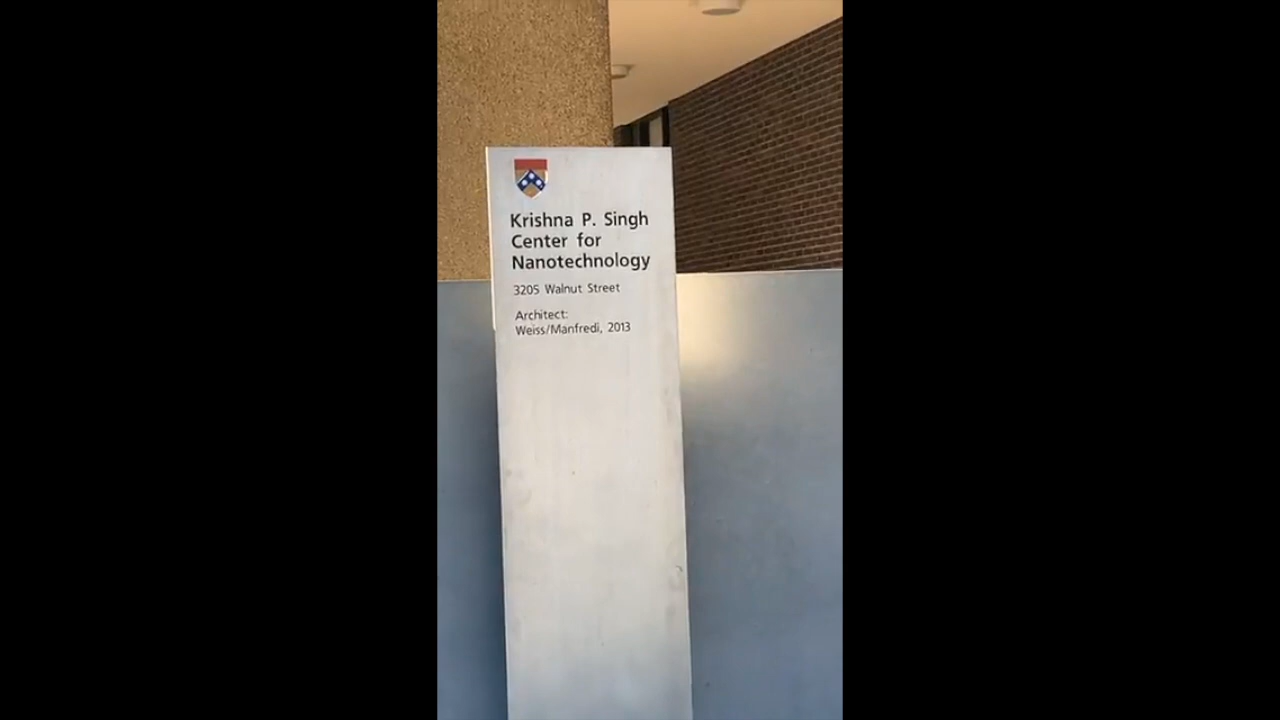 Krishna P. Singh
Center for
Nanotechnology
3205 Walnut Street
Architect:
Weiss/Manfredi, 2013